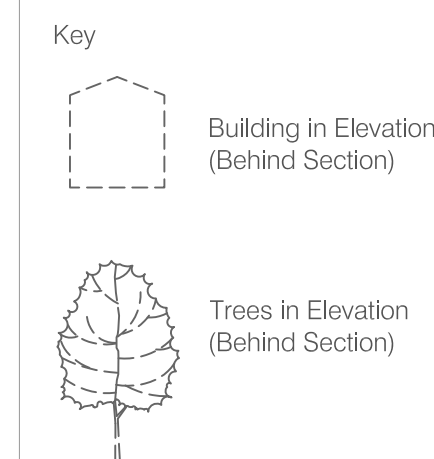 Key
Building in Elevation
(Behind Section)
Trees in Elevation
(Behind Section)